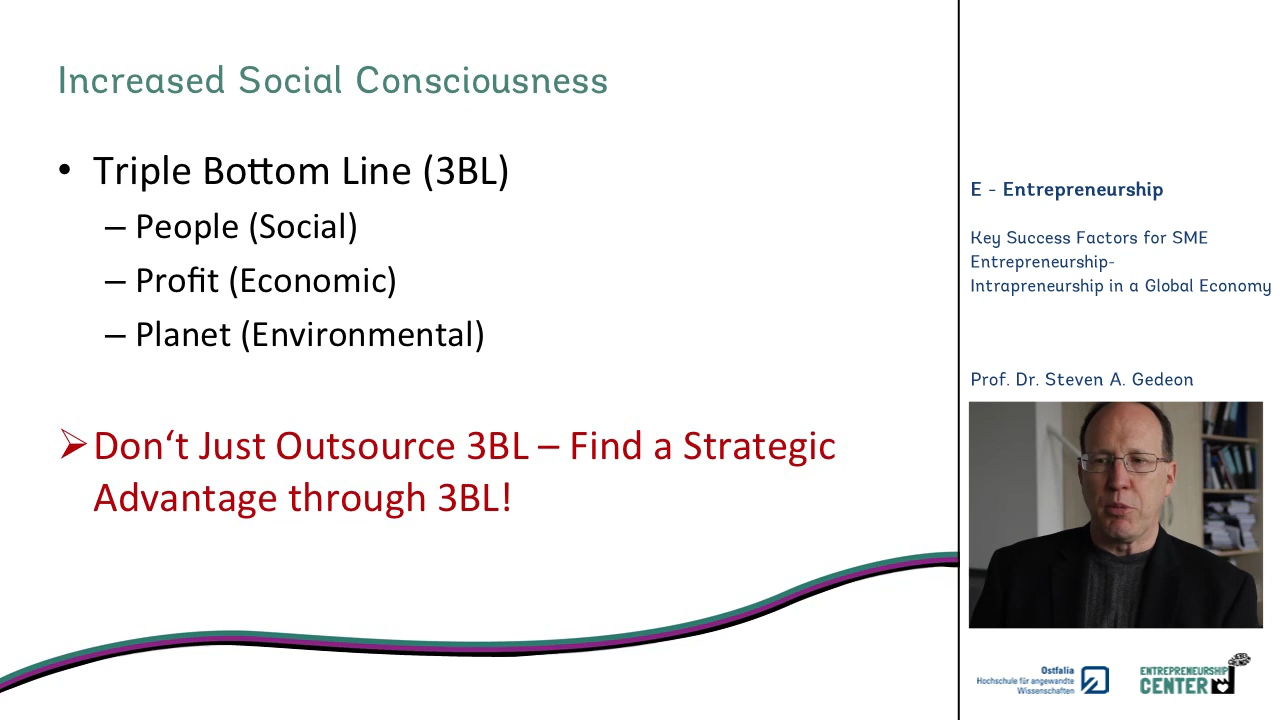 Increased Social Consciousness
• Triple Bottom Line (3BL)
– People (Social)
– Profit (Economic)
– Planet (Environmental)
➢ Don‘t Just Outsource 3BL – Find a Strategic
Advantage through 3BL!
E - Entrepreneurship
Key Success Factors for SME
Entrepreneurship-
Intrapreneurship in a Global Economy
Prof. Dr. Steven A. Gedeon
Ostfalia
Hochschule für angewandte
Wissenschaften
ENTREPRENEURSHIP
CENTER